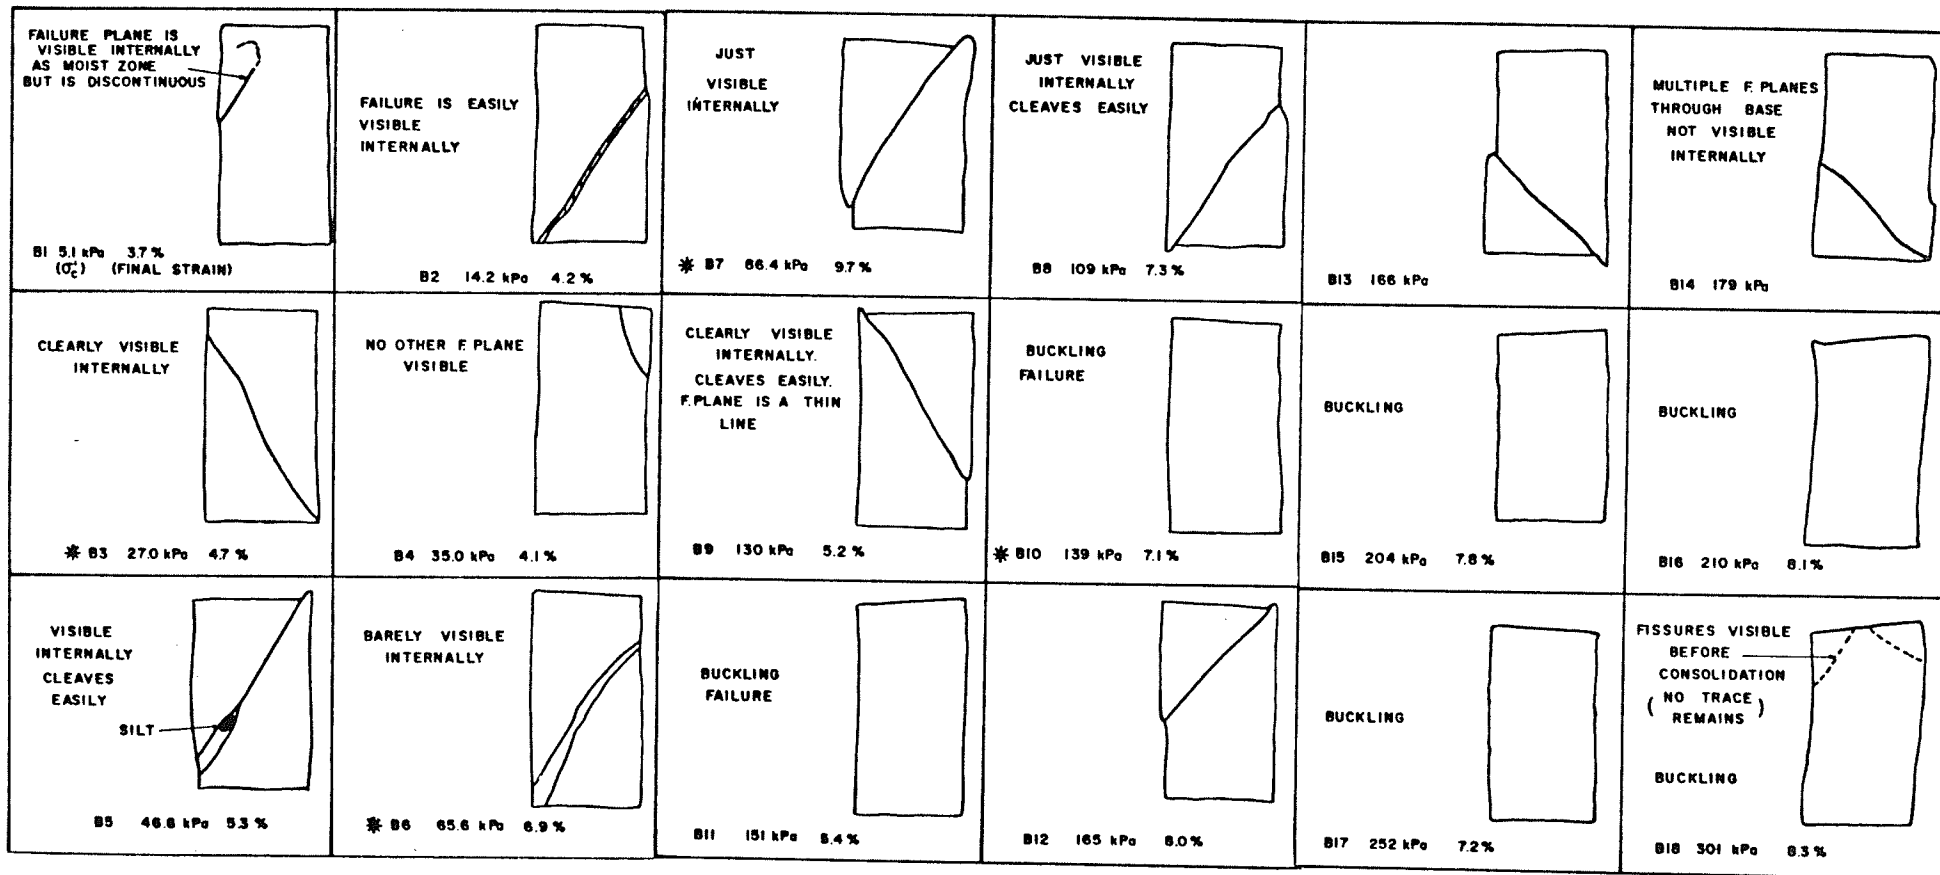 FAILURE PLANE IS
VISIBLE INTERNALLY
AS MOIST ZONE
BUT IS DISCONTINUOUS
B1 5.1 kPa 3.7 %
(σ'c) (FINAL STRAIN)
FAILURE IS EASILY
VISIBLE
INTERNALLY
B2 14.2 kPa 4.2 %
JUST
VISIBLE
INTERNALLY
✳ B7 86.4 kPa 9.7 %
JUST VISIBLE
INTERNALLY
CLEAVES EASILY
B8 109 kPa 7.3 %
B13 166 kPa
MULTIPLE F. PLANES
THROUGH BASE
NOT VISIBLE
INTERNALLY
B14 179 kPa
CLEARLY VISIBLE
INTERNALLY
✳ B3 27.0 kPa 4.7 %
NO OTHER F. PLANE
VISIBLE
B4 35.0 kPa 4.1 %
CLEARLY VISIBLE
INTERNALLY.
CLEAVES EASILY.
F.PLANE IS A THIN
LINE
B9 130 kPa 5.2 %
BUCKLING
FAILURE
✳ B10 139 kPa 7.1 %
BUCKLING
B15 204 kPa 7.8 %
BUCKLING
B16 210 kPa 8.1 %
VISIBLE
INTERNALLY
CLEAVES
EASILY
SILT
B5 46.8 kPa 5.3 %
BARELY VISIBLE
INTERNALLY
✳ B6 65.6 kPa 6.9 %
BUCKLING
FAILURE
B11 151 kPa
B12 165 kPa
BUCKLING
B17 252 kPa 7.2 %
FISSURES VISIBLE
BEFORE
CONSOLIDATION
( NO TRACE
REMAINS )
BUCKLING
B18 301 kPa 8.3 %